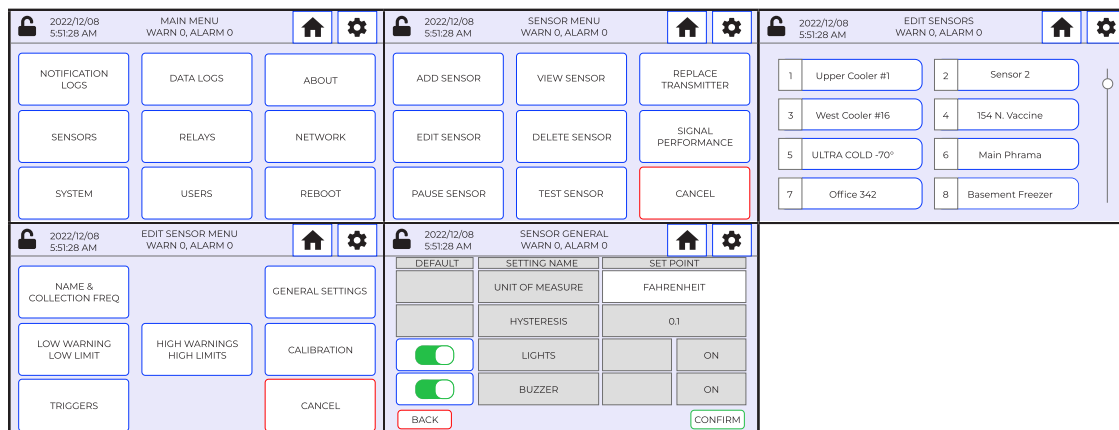 2022/12/08
5:51:28 AM
MAIN MENU
WARN 0, ALARM 0
NOTIFICATION
LOGS
DATA LOGS
ABOUT
SENSORS
RELAYS
NETWORK
SYSTEM
USERS
REBOOT
2022/12/08
5:51:28 AM
SENSOR MENU
WARN 0, ALARM 0
ADD SENSOR
VIEW SENSOR
REPLACE
TRANSMITTER
EDIT SENSOR
DELETE SENSOR
SIGNAL
PERFORMANCE
PAUSE SENSOR
TEST SENSOR
CANCEL
2022/12/08
5:51:28 AM
EDIT SENSORS
WARN 0, ALARM 0
1 Upper Cooler #1
2 Sensor 2
3 West Cooler #16
4 154 N. Vaccine
5 ULTRA COLD -70°
6 Main Phrama
7 Office 342
8 Basement Freezer
2022/12/08
5:51:28 AM
EDIT SENSOR MENU
WARN 0, ALARM 0
NAME &
COLLECTION FREQ
GENERAL SETTINGS
LOW WARNING
LOW LIMIT
HIGH WARNINGS
HIGH LIMITS
CALIBRATION
TRIGGERS
CANCEL
2022/12/08
5:51:28 AM
SENSOR GENERAL
WARN 0, ALARM 0
DEFAULT SETTING NAME SET POINT
UNIT OF MEASURE FAHRENHEIT
HYSTERESIS 0.1
LIGHTS ON
BUZZER ON
BACK CONFIRM